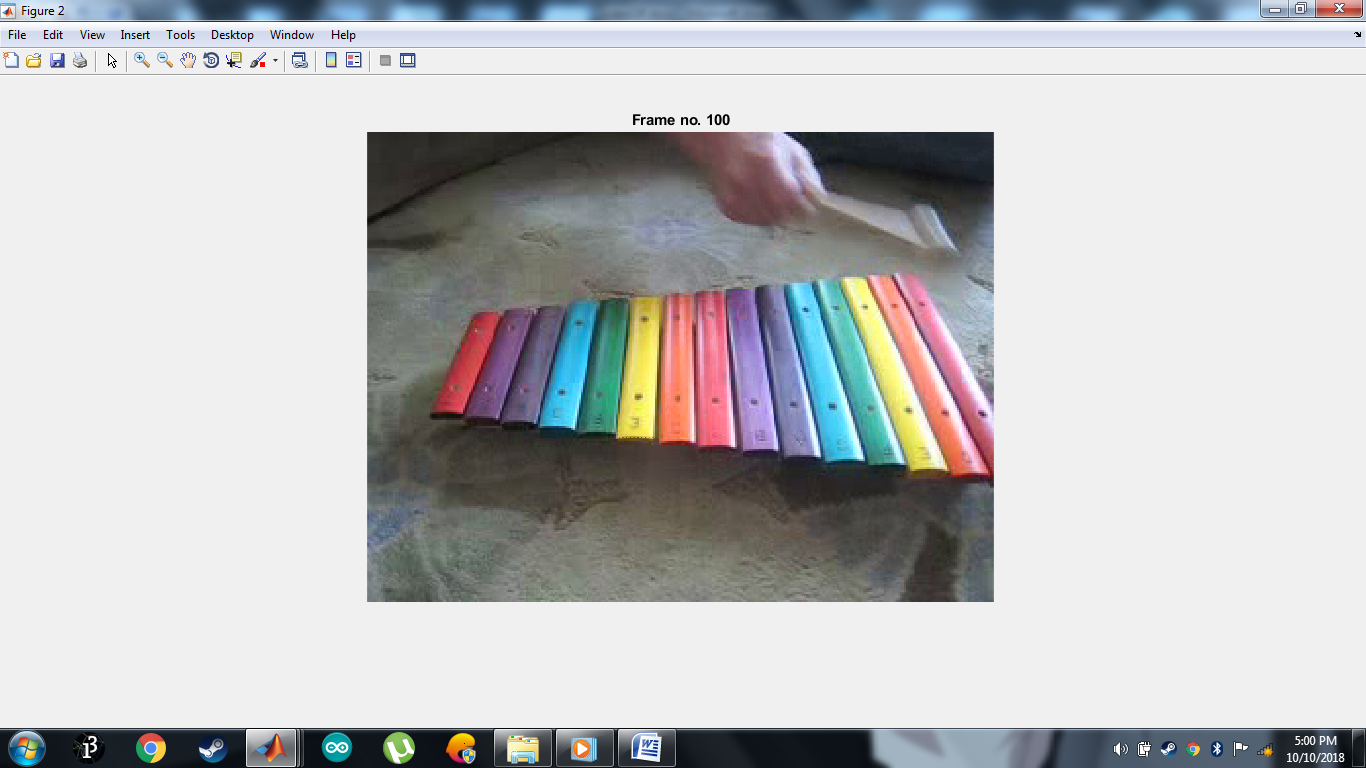 Figure 2
File Edit View Insert Tools Desktop Window Help
Frame no. 100
5:00 PM
10/10/2018